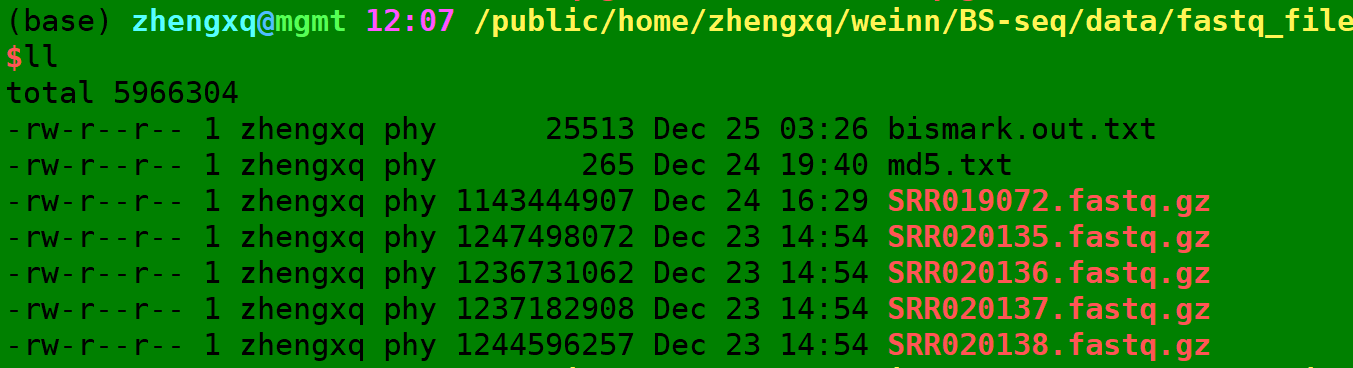 (base) zhengxq@mgmt 12:07 /public/home/zhengxq/weinn/BS-seq/data/fastq_file
$ll
total 5966304
-rw-r--r-- 1 zhengxq phy      25513 Dec 25 03:26 bismark.out.txt
-rw-r--r-- 1 zhengxq phy        265 Dec 24 19:40 md5.txt
-rw-r--r-- 1 zhengxq phy 1143444907 Dec 24 16:29 SRR019072.fastq.gz
-rw-r--r-- 1 zhengxq phy 1247498072 Dec 23 14:54 SRR020135.fastq.gz
-rw-r--r-- 1 zhengxq phy 1236731062 Dec 23 14:54 SRR020136.fastq.gz
-rw-r--r-- 1 zhengxq phy 1237182908 Dec 23 14:54 SRR020137.fastq.gz
-rw-r--r-- 1 zhengxq phy 1244596257 Dec 23 14:54 SRR020138.fastq.gz